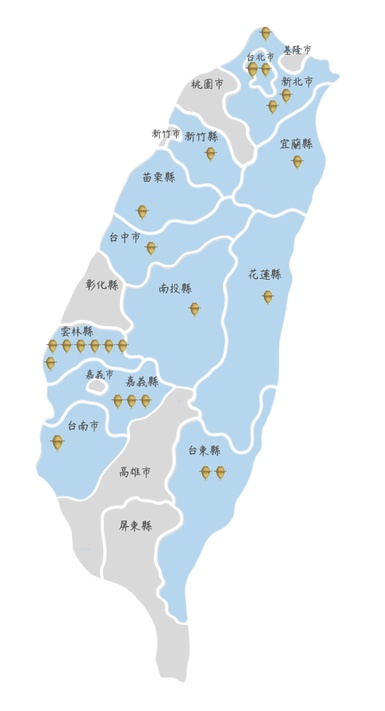 基隆市
台北市
新北市
桃園市
新竹市
新竹縣
宜蘭縣
苗栗縣
台中市
彰化縣
南投縣
花蓮縣
雲林縣
嘉義市
嘉義縣
台南市
台東縣
高雄市
屏東縣